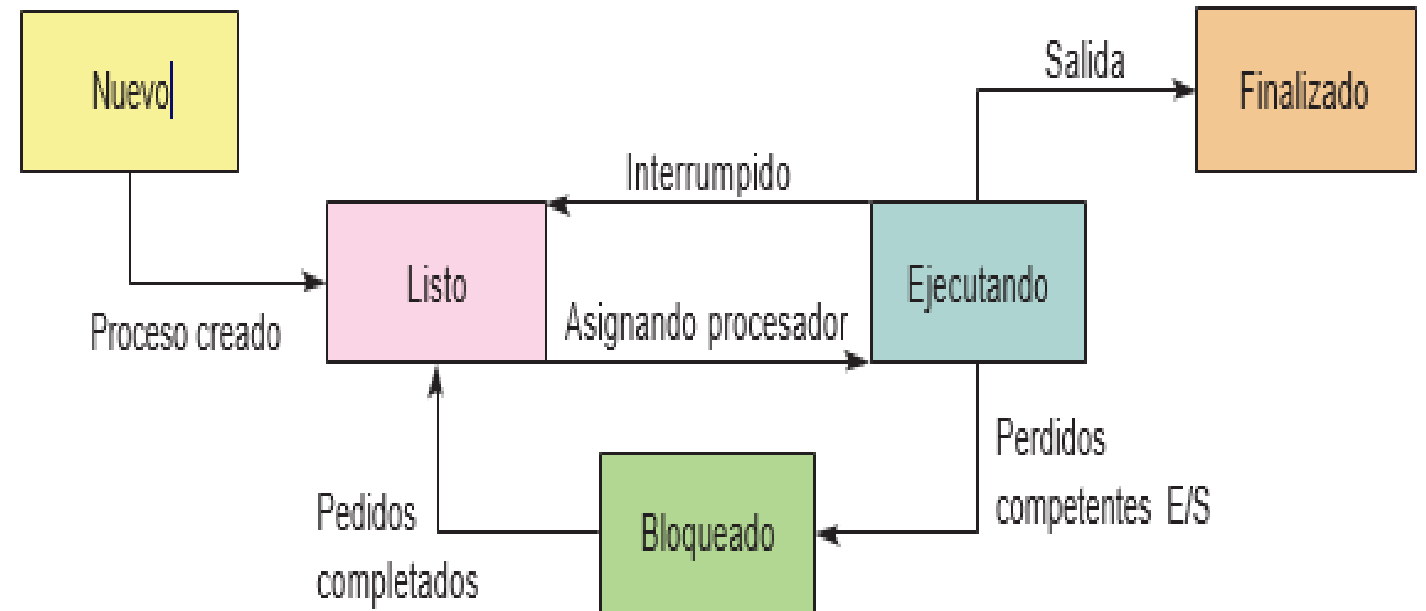 Nuevo
Salida
Finalizado
Interrumpido
Listo
Ejecutando
Proceso creado
Asignando procesador
Perdidos
competentes E/S
Pedidos
completados
Bloqueado